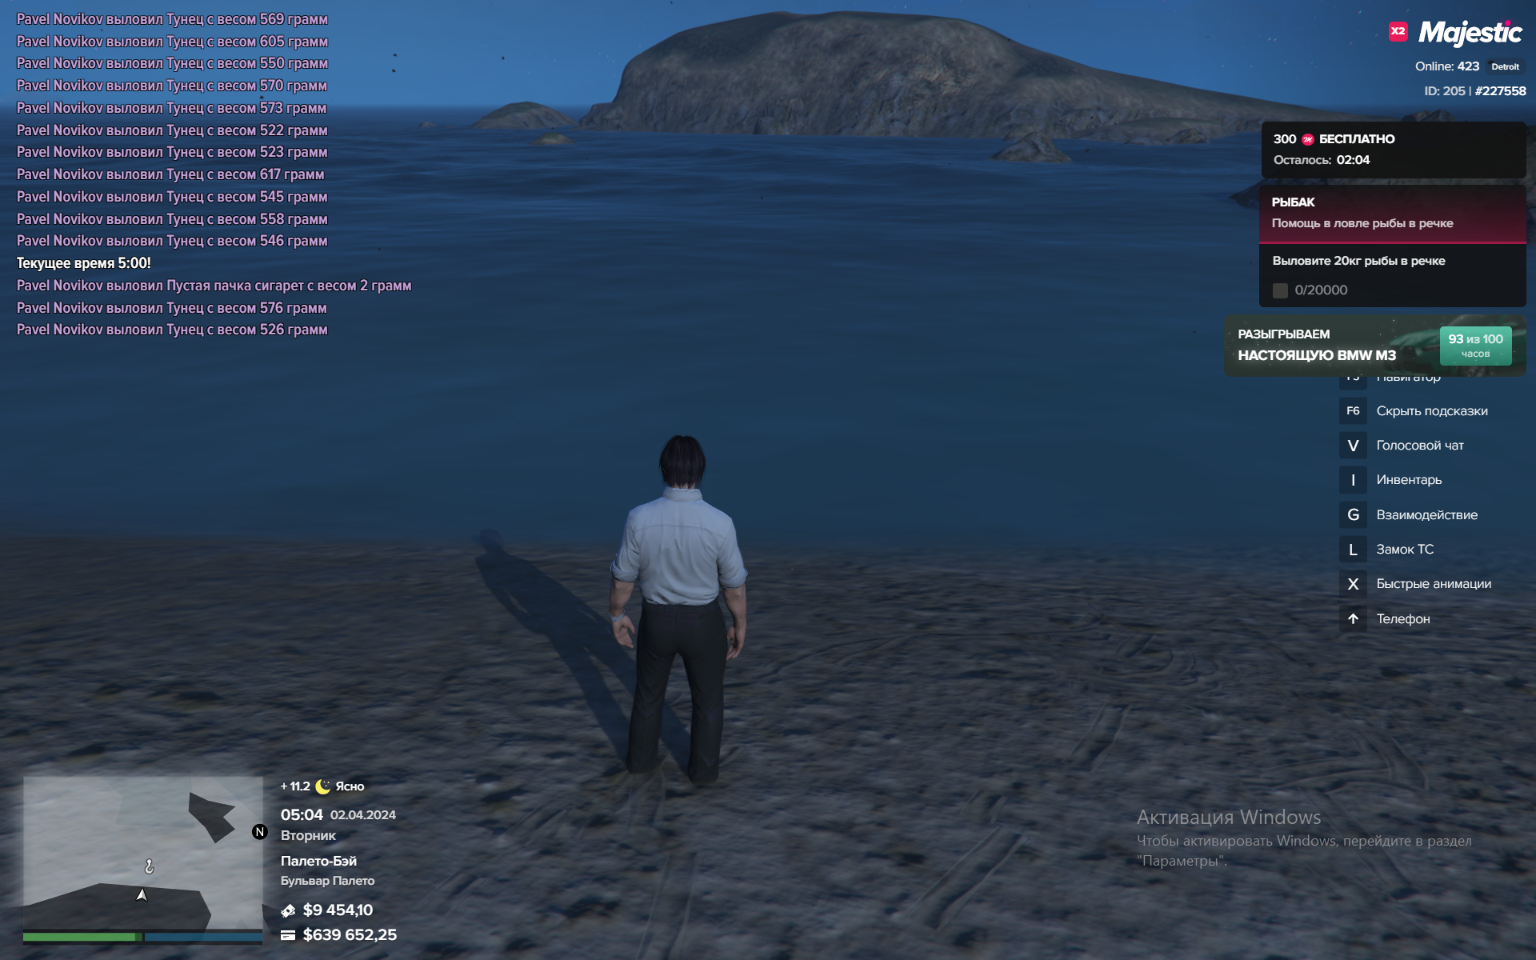 Pavel Novikov выловил Тунец с весом 569 грамм
Pavel Novikov выловил Тунец с весом 605 грамм
Pavel Novikov выловил Тунец с весом 550 грамм
Pavel Novikov выловил Тунец с весом 570 грамм
Pavel Novikov выловил Тунец с весом 573 грамм
Pavel Novikov выловил Тунец с весом 522 грамм
Pavel Novikov выловил Тунец с весом 523 грамм
Pavel Novikov выловил Тунец с весом 617 грамм
Pavel Novikov выловил Тунец с весом 545 грамм
Pavel Novikov выловил Тунец с весом 558 грамм
Pavel Novikov выловил Тунец с весом 546 грамм
Текущее время 5:00!
Pavel Novikov выловил Пустая пачка сигарет с весом 2 грамм
Pavel Novikov выловил Тунец с весом 576 грамм
Pavel Novikov выловил Тунец с весом 526 грамм
X2 Majestic
Online: 423 Detroit
ID: 205 | #227558
300 БЕСПЛАТНО
Осталось: 02:04
РЫБАК
Помощь в ловле рыбы в речке
Выловите 20кг рыбы в речке
0/20000
РАЗЫГРЫВАЕМ
НАСТОЯЩУЮ BMW M3
93 из 100
часов
F5 Навигатор
F6 Скрыть подсказки
V Голосовой чат
I Инвентарь
G Взаимодействие
L Замок ТС
X Быстрые анимации
↑ Телефон
N
+ 11.2 Ясно
05:04 02.04.2024
Вторник
Палето-Бэй
Бульвар Палето
$9 454,10
$639 652,25
Активация Windows
Чтобы активировать Windows, перейдите в раздел
"Параметры".